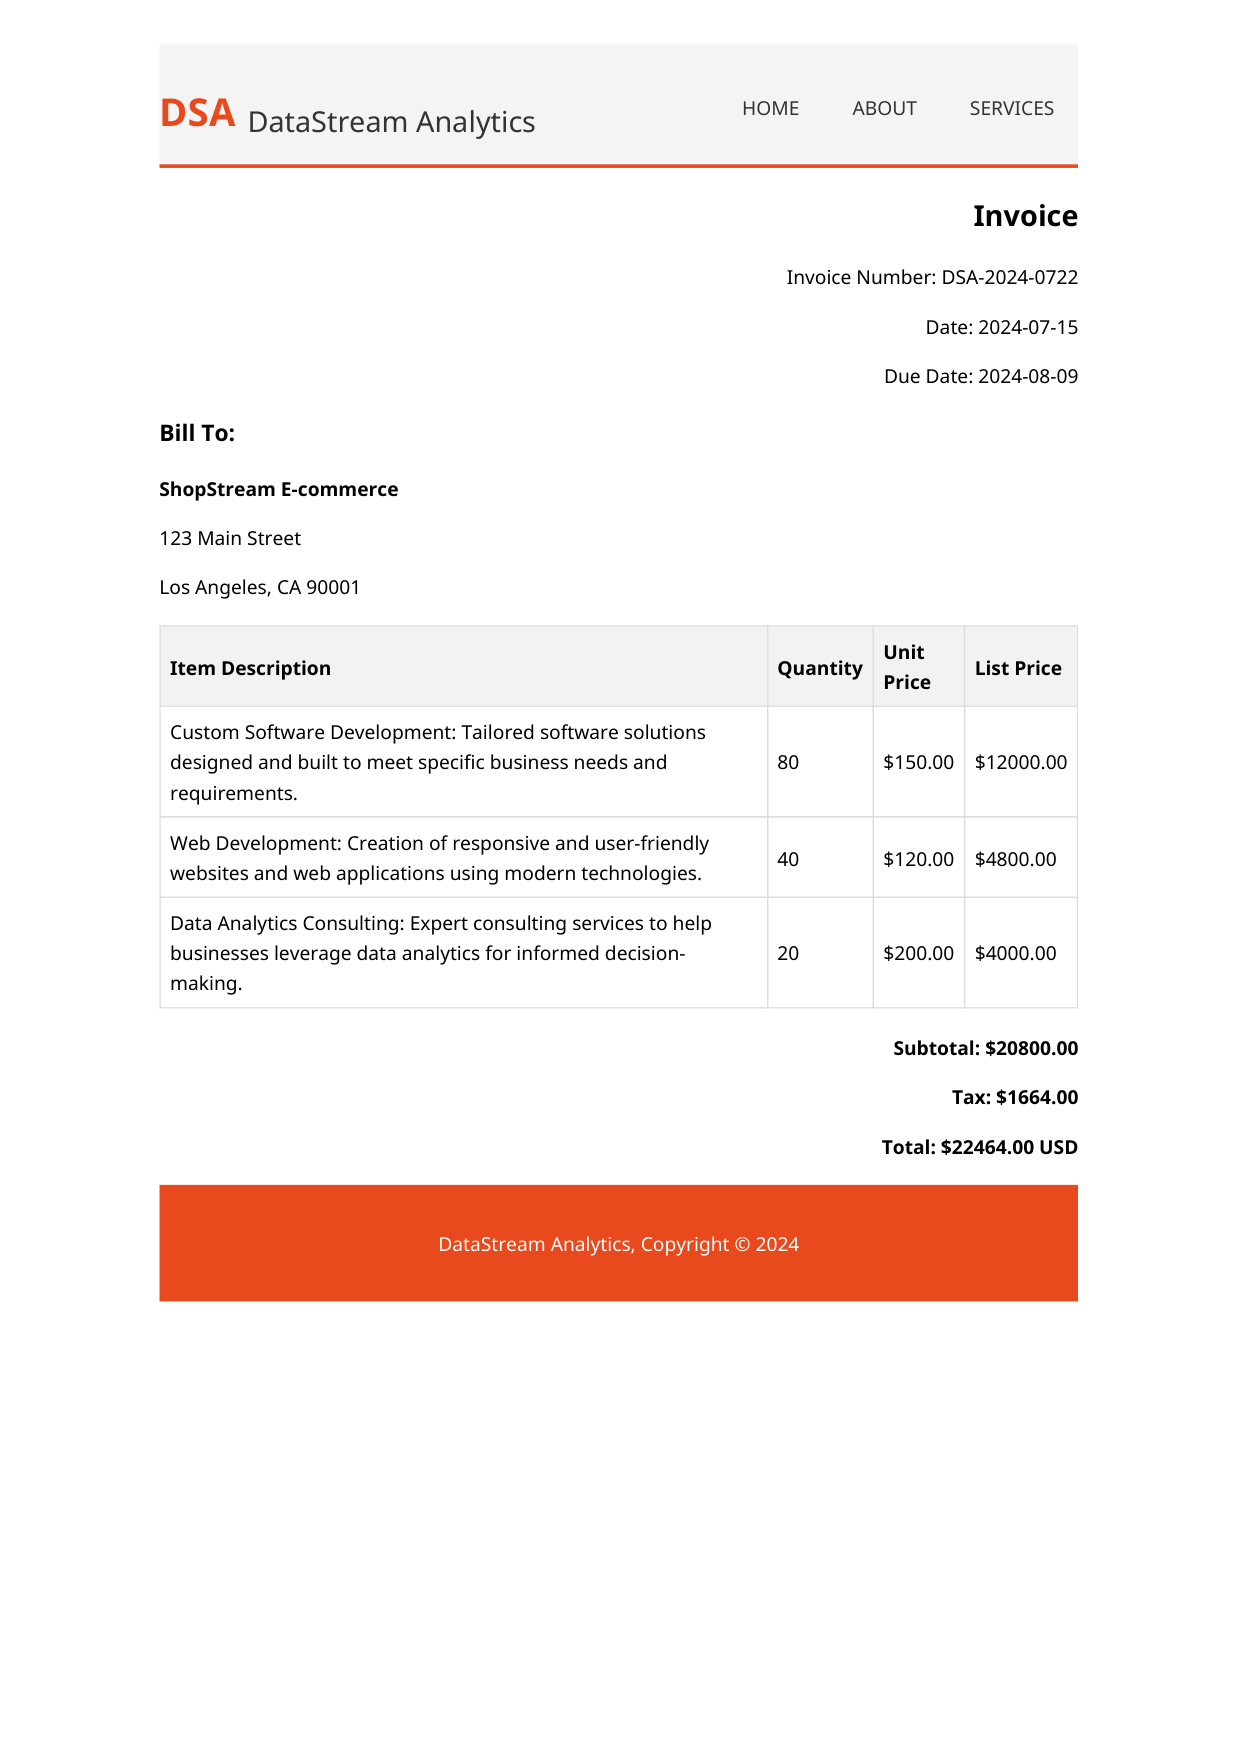 DSA DataStream Analytics HOME ABOUT SERVICES
Invoice
Invoice Number: DSA-2024-0722
Date: 2024-07-15
Due Date: 2024-08-09
Bill To:
ShopStream E-commerce
123 Main Street
Los Angeles, CA 90001
Item Description Quantity Unit Price List Price
Custom Software Development: Tailored software solutions
designed and built to meet specific business needs and
requirements.
80 $150.00 $12000.00
Web Development: Creation of responsive and user-friendly
websites and web applications using modern technologies.
40 $120.00 $4800.00
Data Analytics Consulting: Expert consulting services to help
businesses leverage data analytics for informed decision-
making.
20 $200.00 $4000.00
Subtotal: $20800.00
Tax: $1664.00
Total: $22464.00 USD
DataStream Analytics, Copyright © 2024